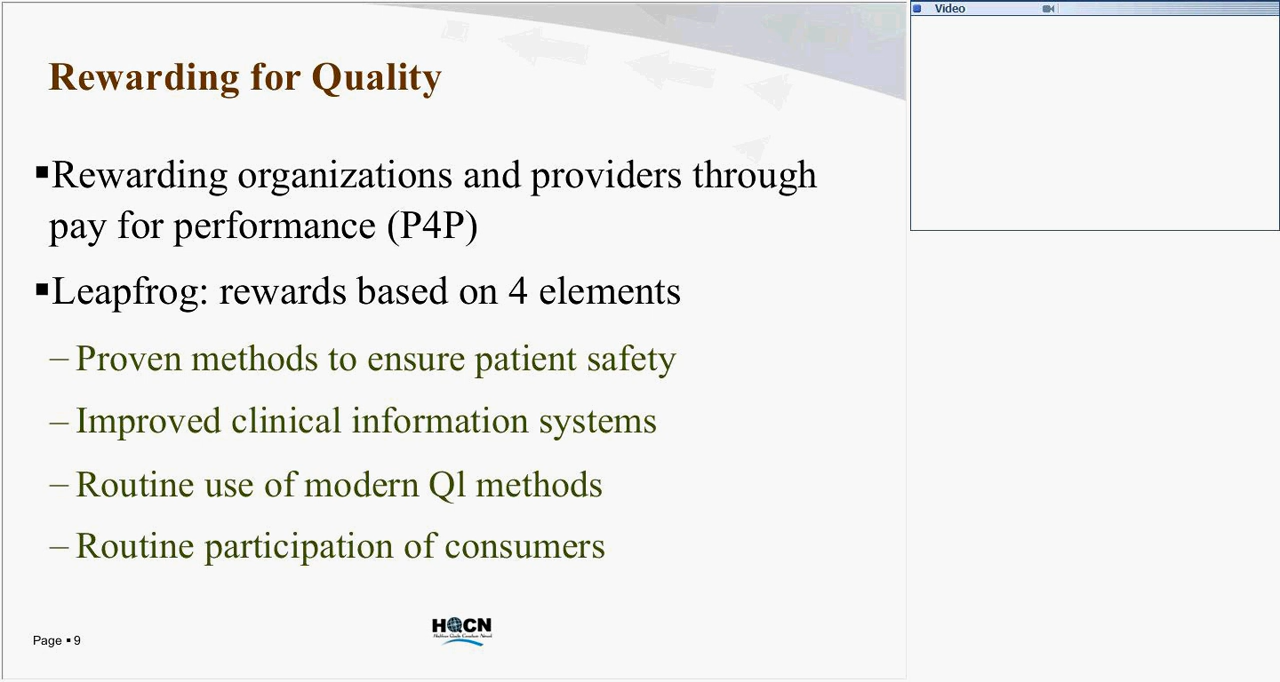 Rewarding for Quality
▪Rewarding organizations and providers through
pay for performance (P4P)
▪Leapfrog: rewards based on 4 elements
– Proven methods to ensure patient safety
– Improved clinical information systems
– Routine use of modern Ql methods
– Routine participation of consumers
Page ▪ 9
HQCN
Video